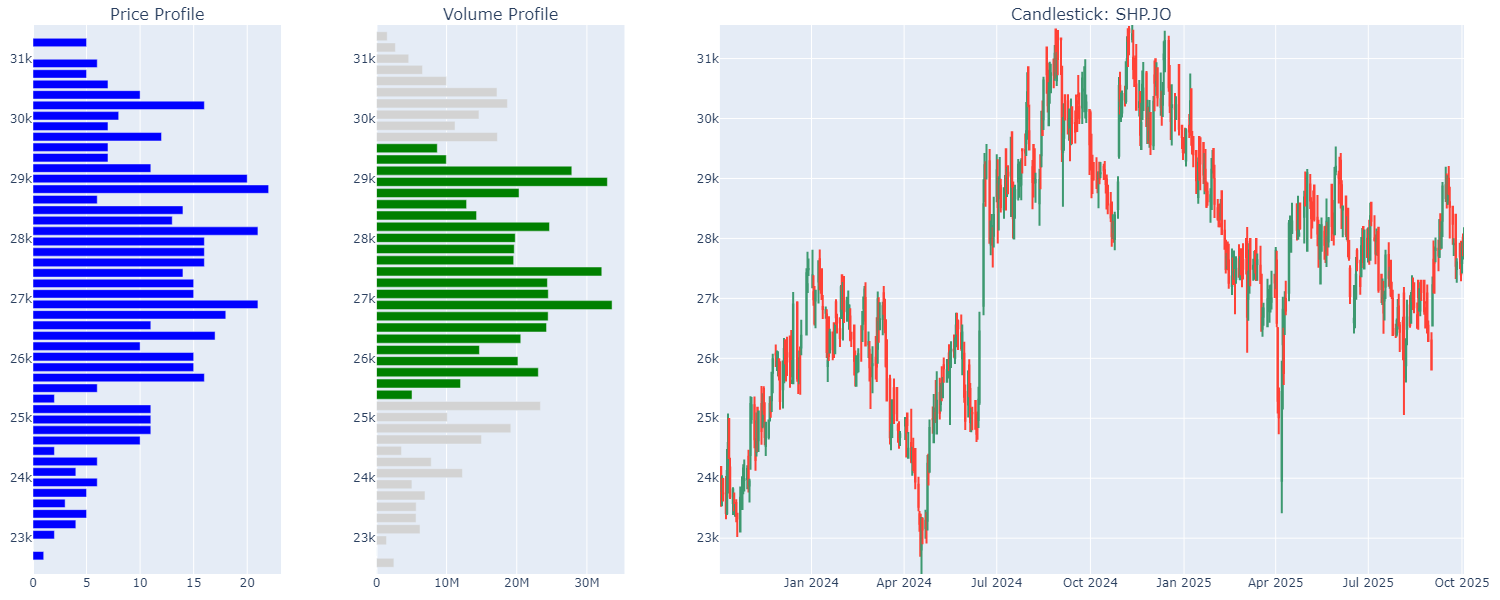 Price Profile
Volume Profile
Candlestick: SHP.JO
31k
30k
29k
28k
27k
26k
25k
24k
23k
0
5
10
15
20
31k
30k
29k
28k
27k
26k
25k
24k
23k
0
10M
20M
30M
31k
30k
29k
28k
27k
26k
25k
24k
23k
Jan 2024
Apr 2024
Jul 2024
Oct 2024
Jan 2025
Apr 2025
Jul 2025
Oct 2025